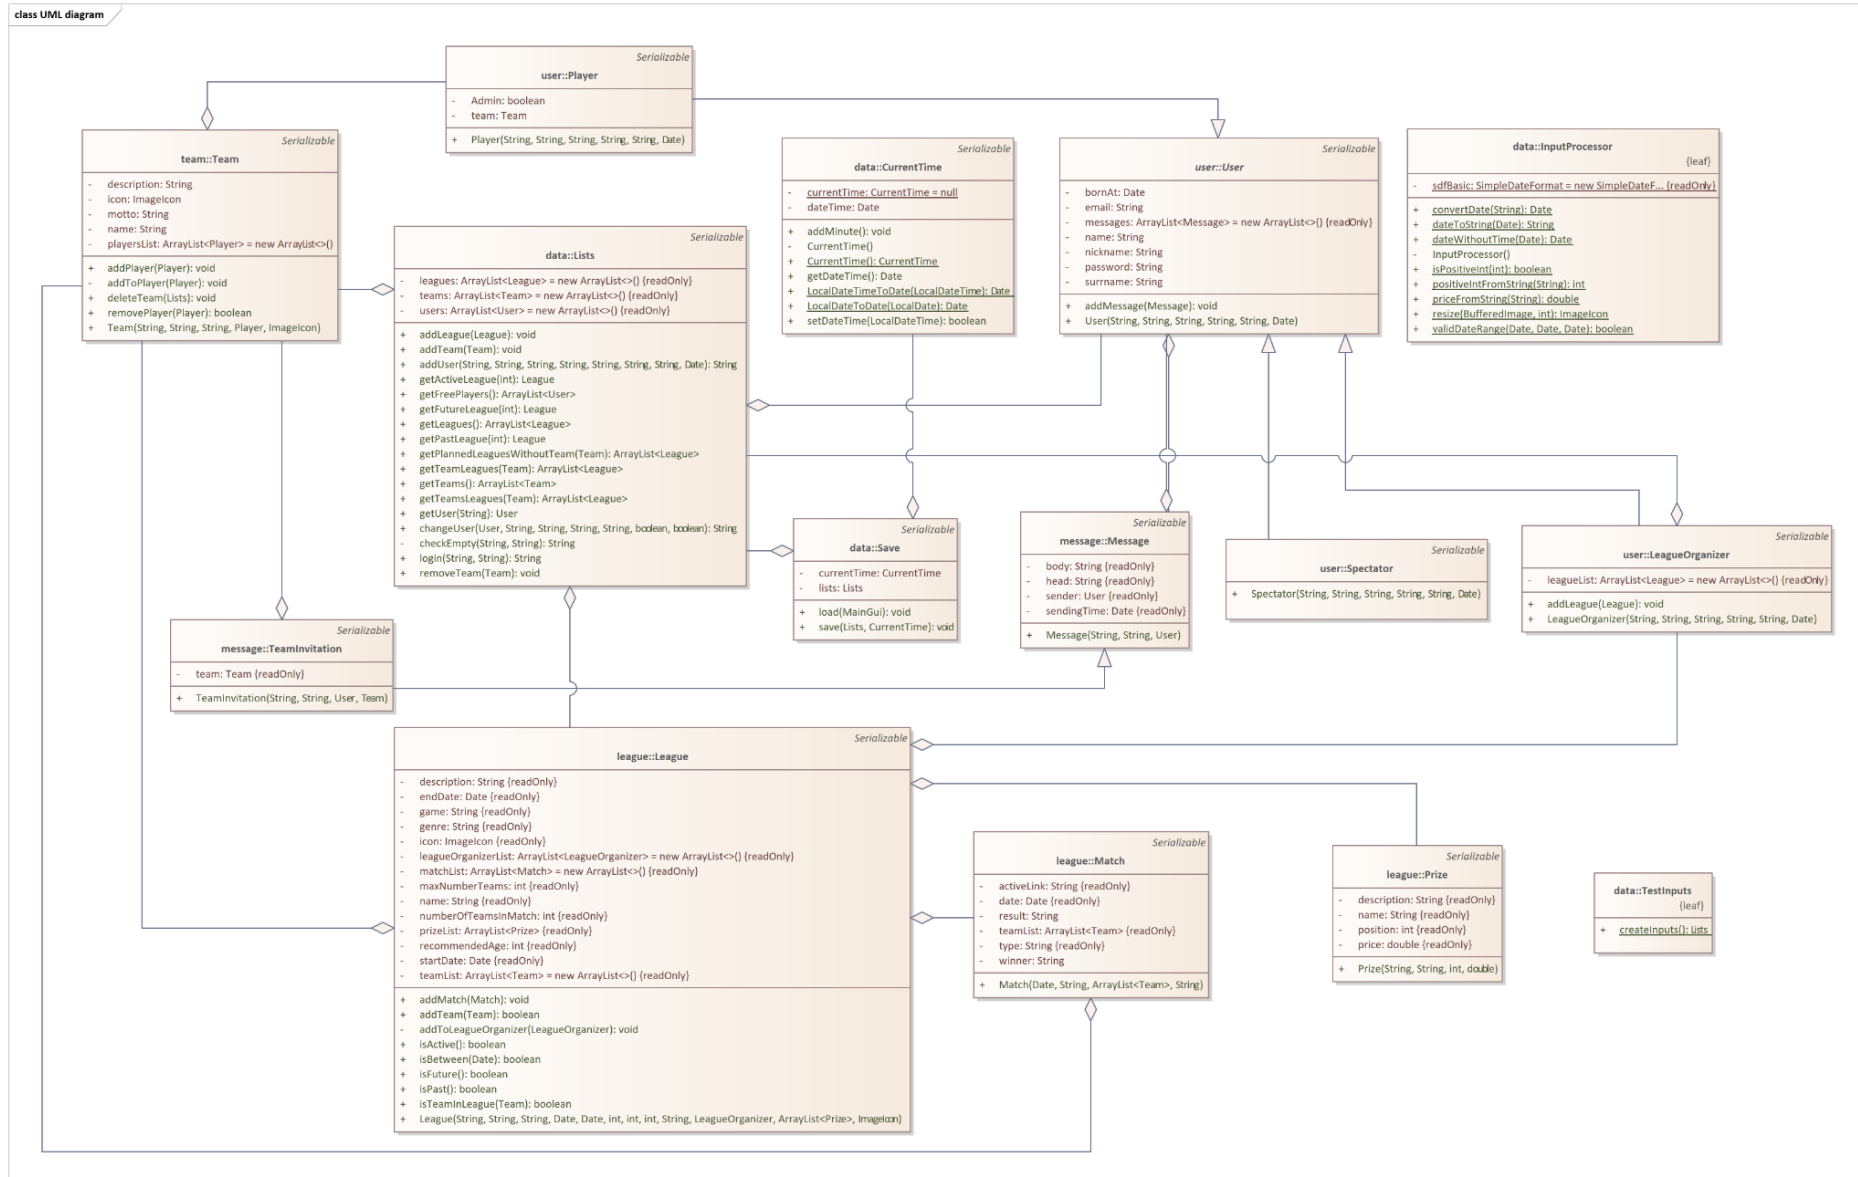 class UML diagram
Serializable
user::Player
- Admin: boolean
- team: Team
+ Player(String, String, String, String, String, Date)
Serializable
team::Team
- description: String
- icon: ImageIcon
- motto: String
- name: String
- playersList: ArrayList<Player> = new ArrayList<>()
+ addPlayer(Player): void
- addToPlayer(Player): void
+ deleteTeam(Lists): void
+ removePlayer(Player): boolean
+ Team(String, String, String, Player, ImageIcon)
Serializable
data::Lists
- leagues: ArrayList<League> = new ArrayList<>() {readOnly}
- teams: ArrayList<Team> = new ArrayList<>() {readOnly}
- users: ArrayList<User> = new ArrayList<>() {readOnly}
+ addLeague(League): void
+ addTeam(Team): void
+ addUser(String, String, String, String, String, String, String, Date): String
+ getActiveLeague(int): League
+ getFreePlayers(): ArrayList<User>
+ getFutureLeague(int): League
+ getLeagues(): ArrayList<League>
+ getPastLeague(int): League
+ getPlannedLeaguesWithoutTeam(Team): ArrayList<League>
+ getTeamLeagues(Team): ArrayList<League>
+ getTeams(): ArrayList<Team>
+ getTeamsLeagues(Team): ArrayList<League>
+ getUser(String): User
+ changeUser(User, String, String, String, String, boolean, boolean): String
- checkEmpty(String, String): String
+ login(String, String): String
+ removeTeam(Team): void
Serializable
data::CurrentTime
- currentTime: CurrentTime = null
- dateTime: Date
+ addMinute(): void
- CurrentTime()
+ CurrentTime(): CurrentTime
+ getDateTime(): Date
+ LocalDateTimeToDate(LocalDateTime): Date
+ LocalDateToDate(LocalDate): Date
+ setDateTime(LocalDateTime): boolean
Serializable
user::User
- bornAt: Date
- email: String
- messages: ArrayList<Message> = new ArrayList<>() {readOnly}
- name: String
- nickname: String
- password: String
- surrname: String
+ addMessage(Message): void
+ User(String, String, String, String, String, Date)
data::InputProcessor
{leaf}
- sdfBasic: SimpleDateFormat = new SimpleDateF... {readOnly}
+ convertDate(String): Date
+ dateToString(Date): String
+ dateWithoutTime(Date): Date
- InputProcessor()
+ isPositiveInt(int): boolean
+ positiveIntFromString(String): int
+ priceFromString(String): double
+ resize(BufferedImage, int): ImageIcon
+ validDateRange(Date, Date, Date): boolean
Serializable
data::Save
- currentTime: CurrentTime
- lists: Lists
+ load(MainGui): void
+ save(Lists, CurrentTime): void
Serializable
message::Message
- body: String {readOnly}
- head: String {readOnly}
- sender: User {readOnly}
- sendingTime: Date {readOnly}
+ Message(String, String, User)
Serializable
user::Spectator
+ Spectator(String, String, String, String, String, Date)
Serializable
user::LeagueOrganizer
- leagueList: ArrayList<League> = new ArrayList<>() {readOnly}
+ addLeague(League): void
+ LeagueOrganizer(String, String, String, String, String, Date)
Serializable
message::TeamInvitation
- team: Team {readOnly}
+ TeamInvitation(String, String, User, Team)
Serializable
league::League
- description: String {readOnly}
- endDate: Date {readOnly}
- game: String {readOnly}
- genre: String {readOnly}
- icon: ImageIcon {readOnly}
- leagueOrganizerList: ArrayList<LeagueOrganizer> = new ArrayList<>() {readOnly}
- matchList: ArrayList<Match> = new ArrayList<>() {readOnly}
- maxNumberTeams: int {readOnly}
- name: String {readOnly}
- numberOfTeamsInMatch: int {readOnly}
- prizeList: ArrayList<Prize> {readOnly}
- recommendedAge: int {readOnly}
- startDate: Date {readOnly}
- teamList: ArrayList<Team> = new ArrayList<>() {readOnly}
+ addMatch(Match): void
+ addTeam(Team): boolean
- addToLeagueOrganizer(LeagueOrganizer): void
+ isActive(): boolean
+ isBetween(Date): boolean
+ isFuture(): boolean
+ isPast(): boolean
+ isTeamInLeague(Team): boolean
+ League(String, String, String, Date, Date, int, int, int, String, LeagueOrganizer, ArrayList<Prize>, ImageIcon)
Serializable
league::Match
- activeLink: String {readOnly}
- date: Date {readOnly}
- result: String
- teamList: ArrayList<Team> {readOnly}
- type: String {readOnly}
- winner: String
+ Match(Date, String, ArrayList<Team>, String)
Serializable
league::Prize
- description: String {readOnly}
- name: String {readOnly}
- position: int {readOnly}
- price: double {readOnly}
+ Prize(String, String, int, double)
data::TestInputs
{leaf}
+ createInputs(): Lists